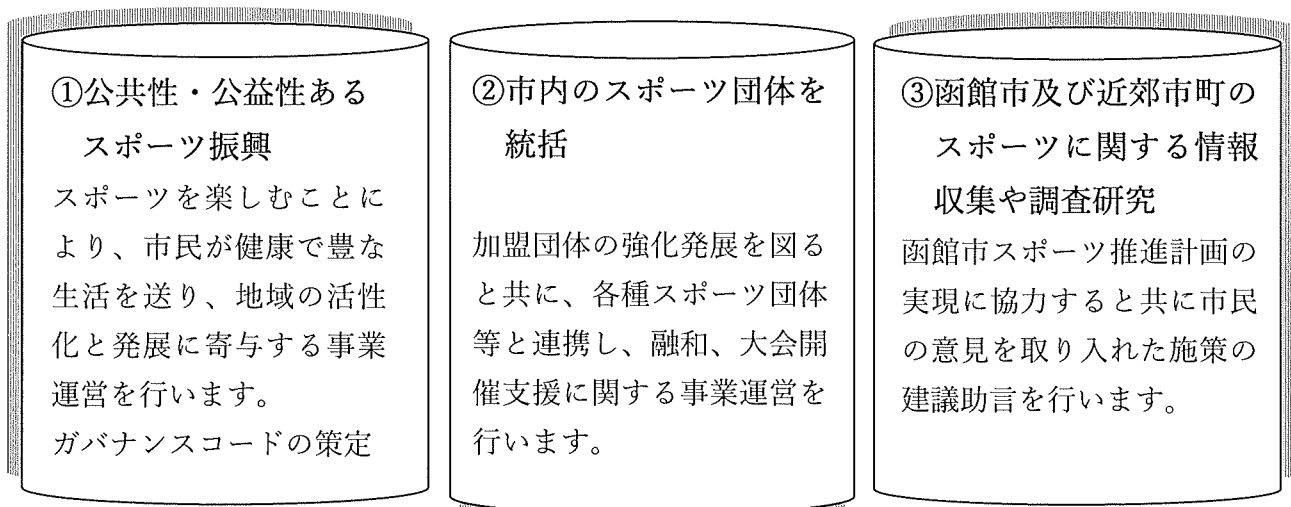 ①公共性・公益性ある
スポーツ振興
スポーツを楽しむことに
より、市民が健康で豊な
生活を送り、地域の活性
化と発展に寄与する事業
運営を行います。
ガバナンスコードの策定
②市内のスポーツ団体を
統括
加盟団体の強化発展を図る
と共に、各種スポーツ団体
等と連携し、融和、大会開
催支援に関する事業運営を
行います。
③函館市及び近郊市町の
スポーツに関する情報
収集や調査研究
函館市スポーツ推進計画の
実現に協力すると共に市民
の意見を取り入れた施策の
建議助言を行います。